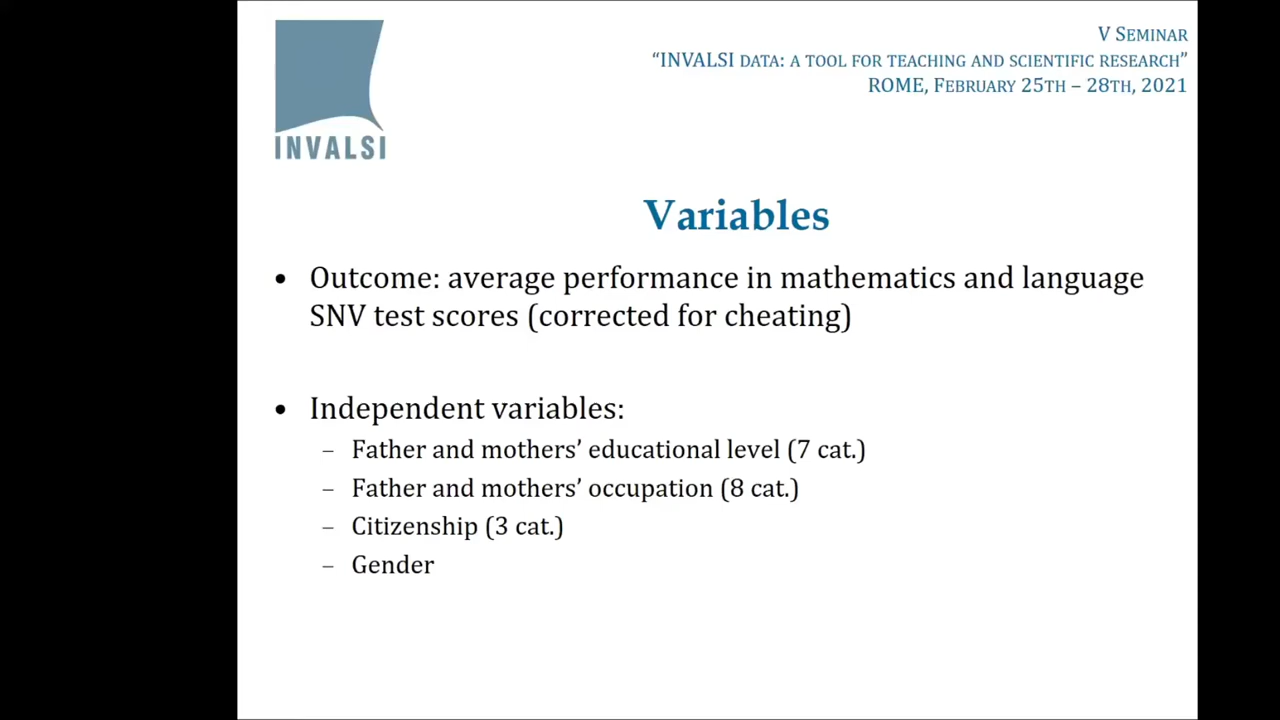 INVALSI
V SEMINAR
“INVALSI DATA: A TOOL FOR TEACHING AND SCIENTIFIC RESEARCH”
ROME, FEBRUARY 25TH – 28TH, 2021
Variables
• Outcome: average performance in mathematics and language
SNV test scores (corrected for cheating)
• Independent variables:
– Father and mothers’ educational level (7 cat.)
– Father and mothers’ occupation (8 cat.)
– Citizenship (3 cat.)
– Gender